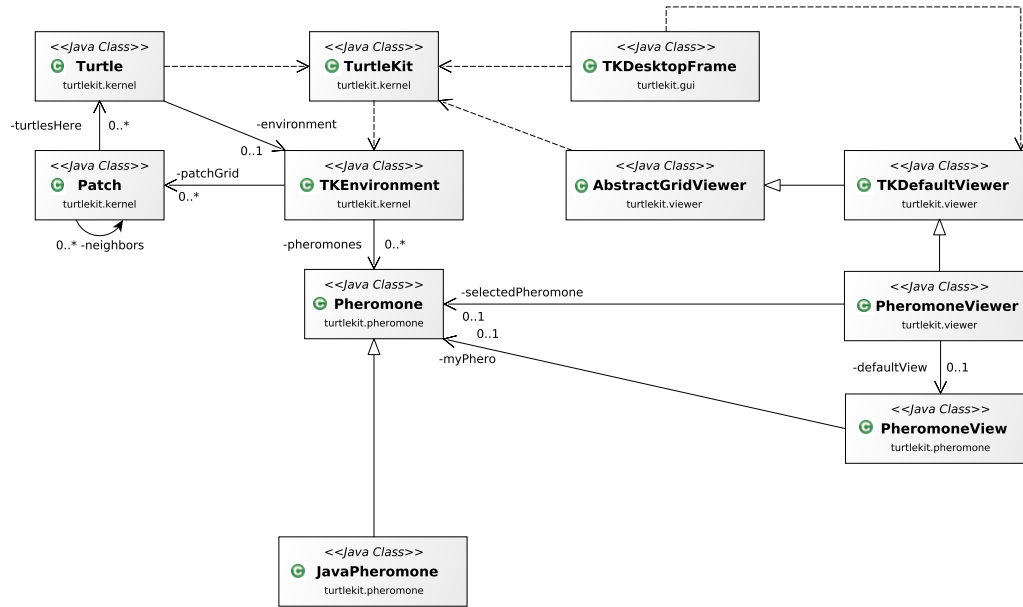 <<Java Class>>
Turtle
turtlekit.kernel
<<Java Class>>
TurtleKit
turtlekit.kernel
<<Java Class>>
TKDesktopFrame
turtlekit.gui
-turtlesHere 0..*
-environment
0..1
<<Java Class>>
Patch
turtlekit.kernel
-patchGrid
0..*
<<Java Class>>
TKEnvironment
turtlekit.kernel
<<Java Class>>
AbstractGridViewer
turtlekit.viewer
<<Java Class>>
TKDefaultViewer
turtlekit.viewer
0..* -neighbors
-pheromones 0..*
<<Java Class>>
Pheromone
turtlekit.pheromone
-selectedPheromone
0..1
0..1
-myPhero
<<Java Class>>
PheromoneViewer
turtlekit.viewer
-defaultView 0..1
<<Java Class>>
PheromoneView
turtlekit.pheromone
<<Java Class>>
JavaPheromone
turtlekit.pheromone